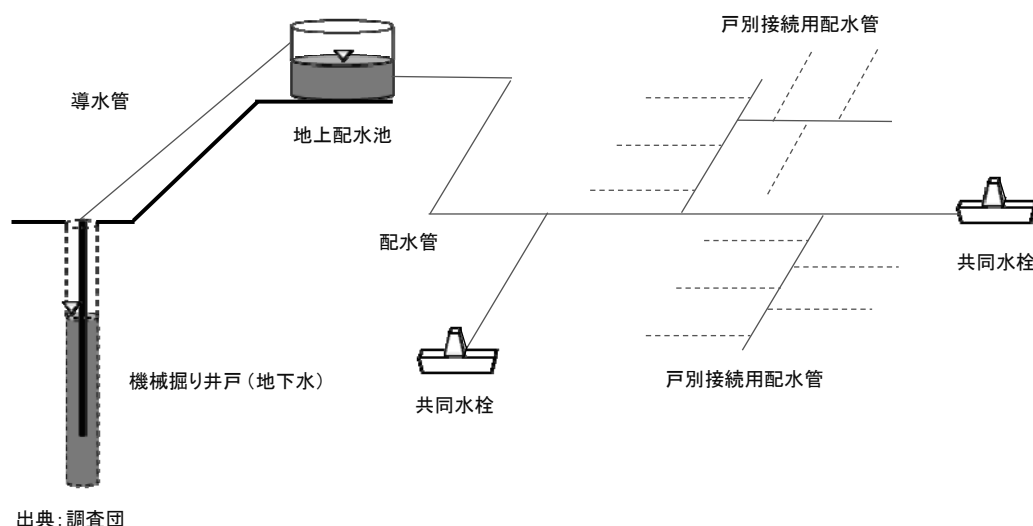 戸別接続用配水管
導水管
地上配水池
配水管
共同水栓
機械掘り井戸（地下水）
戸別接続用配水管
共同水栓
出典：調査団